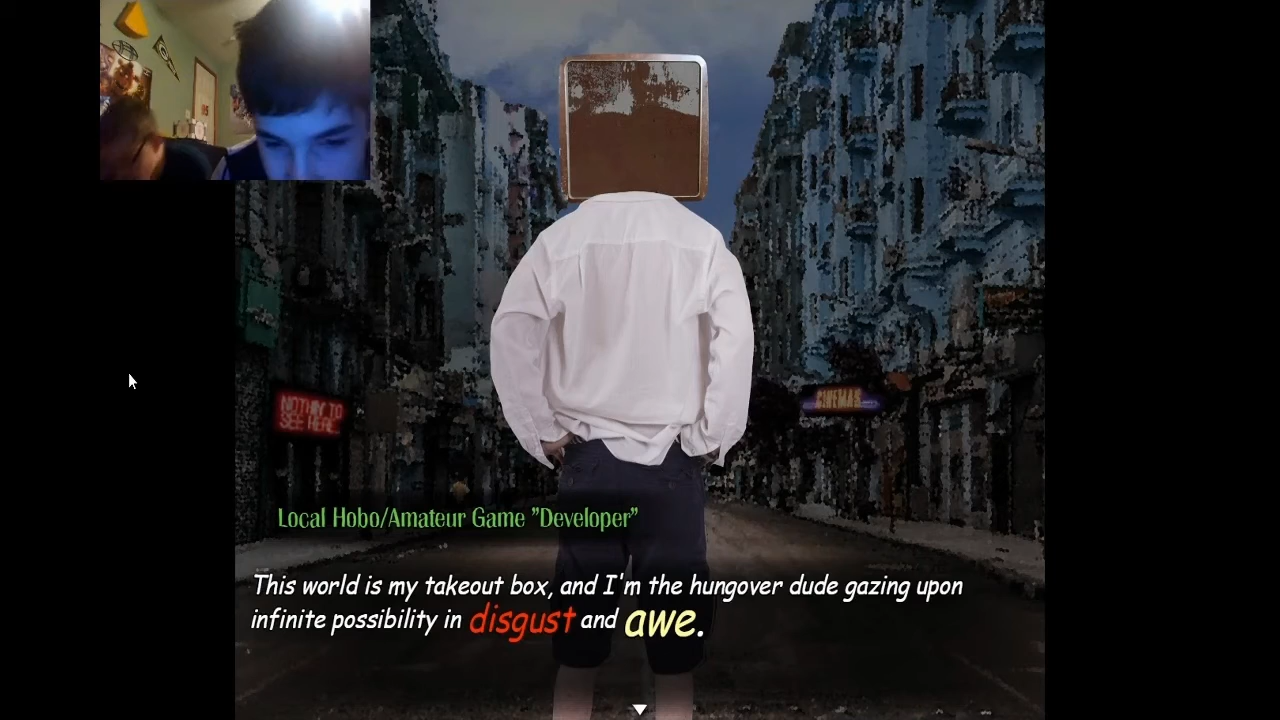 NOTHIN TO
SEE HERE
CINEMAS
Local Hobo/Amateur Game "Developer"
This world is my takeout box, and I'm the hungover dude gazing upon
infinite possibility in disgust and awe.